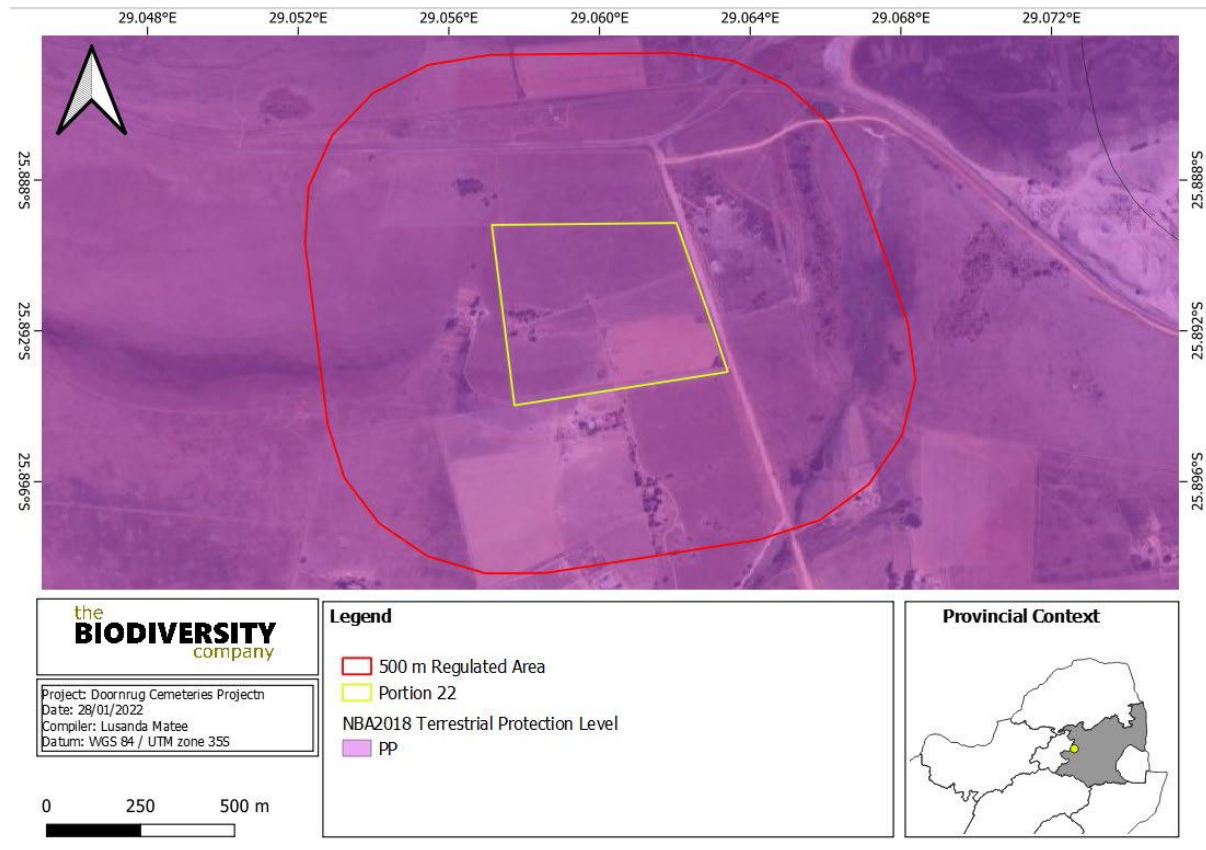 29.048°E 29.052°E 29.056°E 29.060°E 29.064°E 29.068°E 29.072°E
25.888°S 25.888°S
25.892°S 25.892°S
25.896°S 25.896°S
the
BIODIVERSITY
company
Project: Doornrug Cemeteries Projectn
Date: 28/01/2022
Compiler: Lusanda Matee
Datum: WGS 84 / UTM zone 35S
0 250 500 m
Legend
500 m Regulated Area
Portion 22
NBA2018 Terrestrial Protection Level
PP
Provincial Context